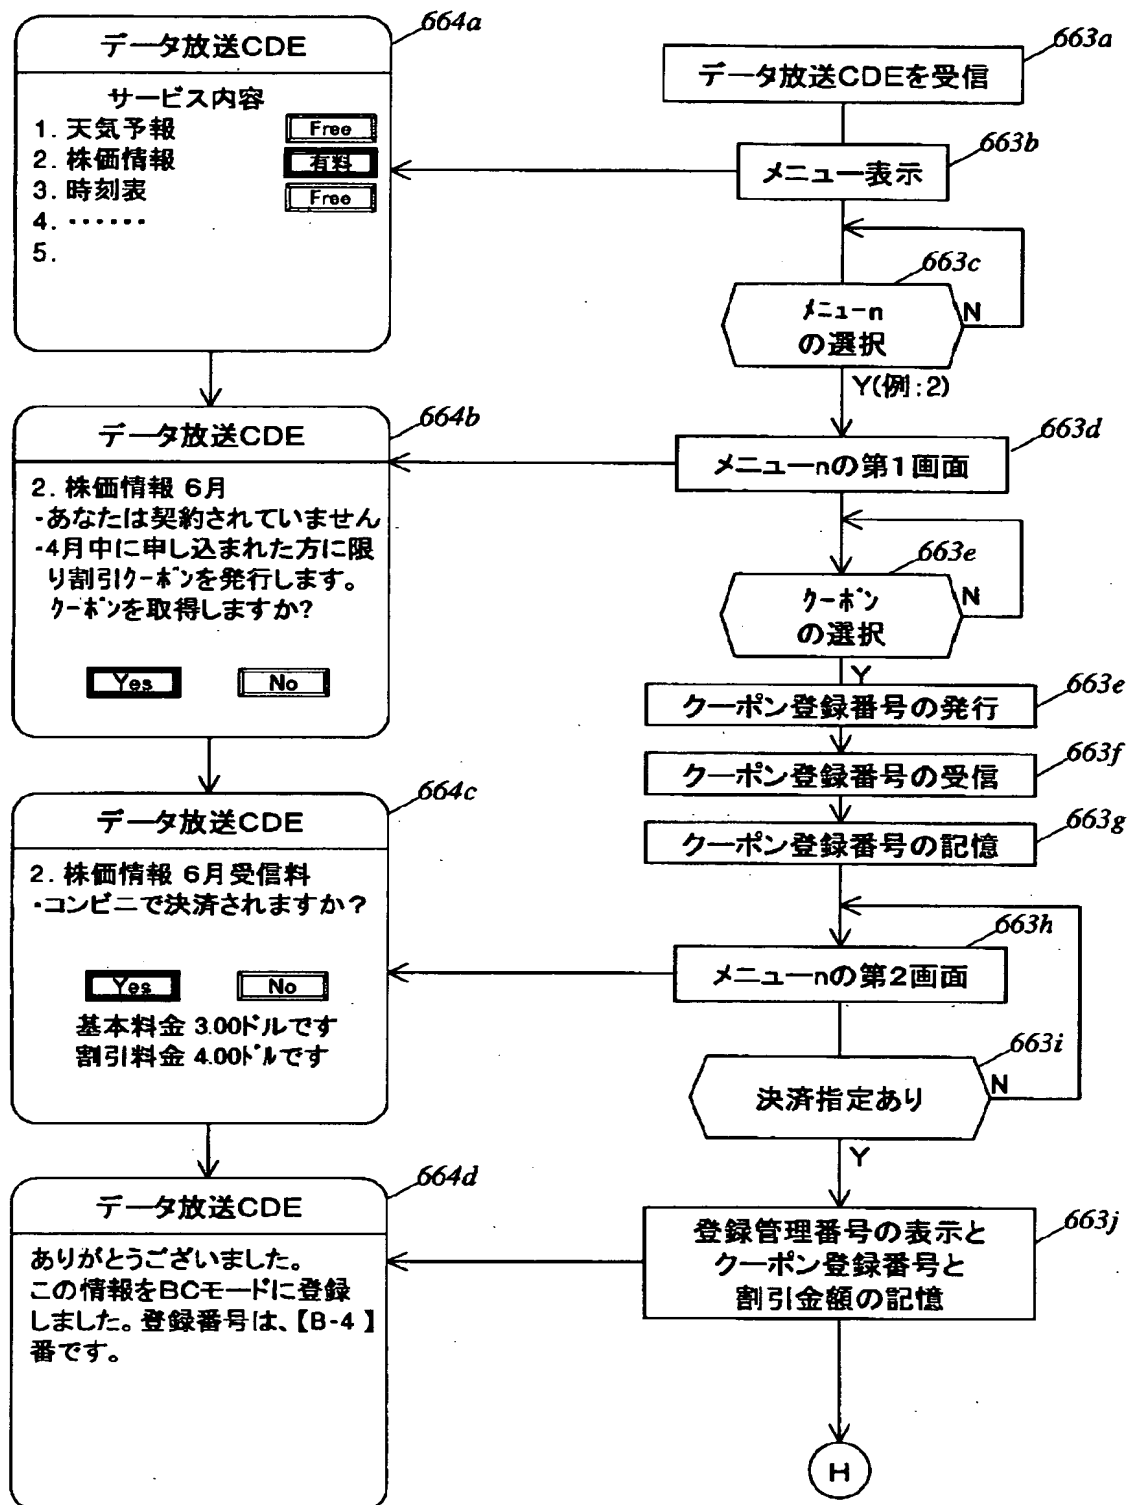 664a
データ放送CDE
サービス内容
1. 天気予報 Free
2. 株価情報 有料
3. 時刻表 Free
4. ・・・・・・
5.
664b
データ放送CDE
2. 株価情報 6月
-あなたは契約されていません
-4月中に申し込まれた方に限
り割引ｸｰﾎﾟﾝを発行します。
ｸｰﾎﾟﾝを取得しますか?
Yes No
664c
データ放送CDE
2. 株価情報 6月受信料
・コンビニで決済されますか?
Yes No
基本料金 3.00ドルです
割引料金 4.00ﾄﾞﾙです
664d
データ放送CDE
ありがとうございました。
この情報をBCモードに登録
しました。登録番号は、【B-4 】
番です。
663a
データ放送CDEを受信
663b
メニュー表示
663c
ﾒﾆｭｰn
の選択
N
Y(例:2)
663d
メニューnの第1画面
663e
ｸｰﾎﾟﾝ
の選択
N
Y
663e
クーポン登録番号の発行
663f
クーポン登録番号の受信
663g
クーポン登録番号の記憶
663h
メニューnの第2画面
663i
決済指定あり
N
Y
663j
登録管理番号の表示と
クーポン登録番号と
割引金額の記憶
H